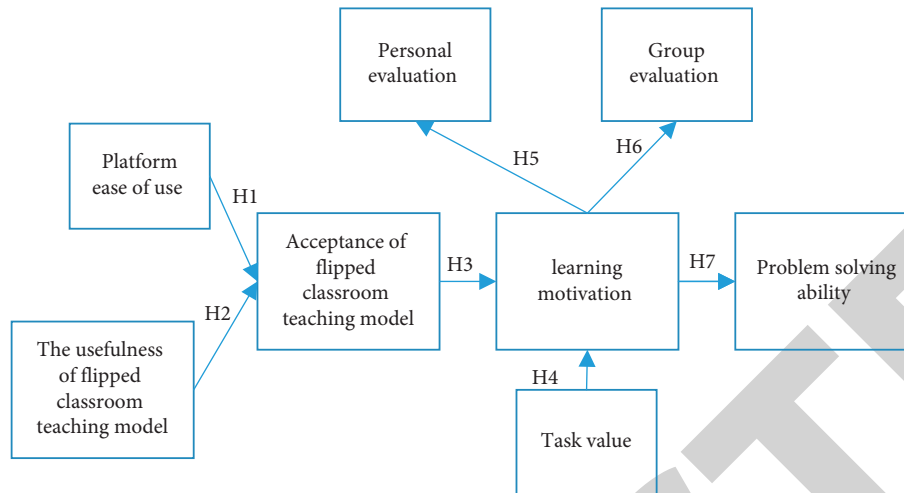 Personal
evaluation
Group
evaluation
H5
H6
Platform
ease of use
H1
Acceptance of
flipped
classroom
teaching model
H3
learning
motivation
H7
Problem solving
ability
H2
The usefulness
of flipped
classroom
teaching model
H4
Task value